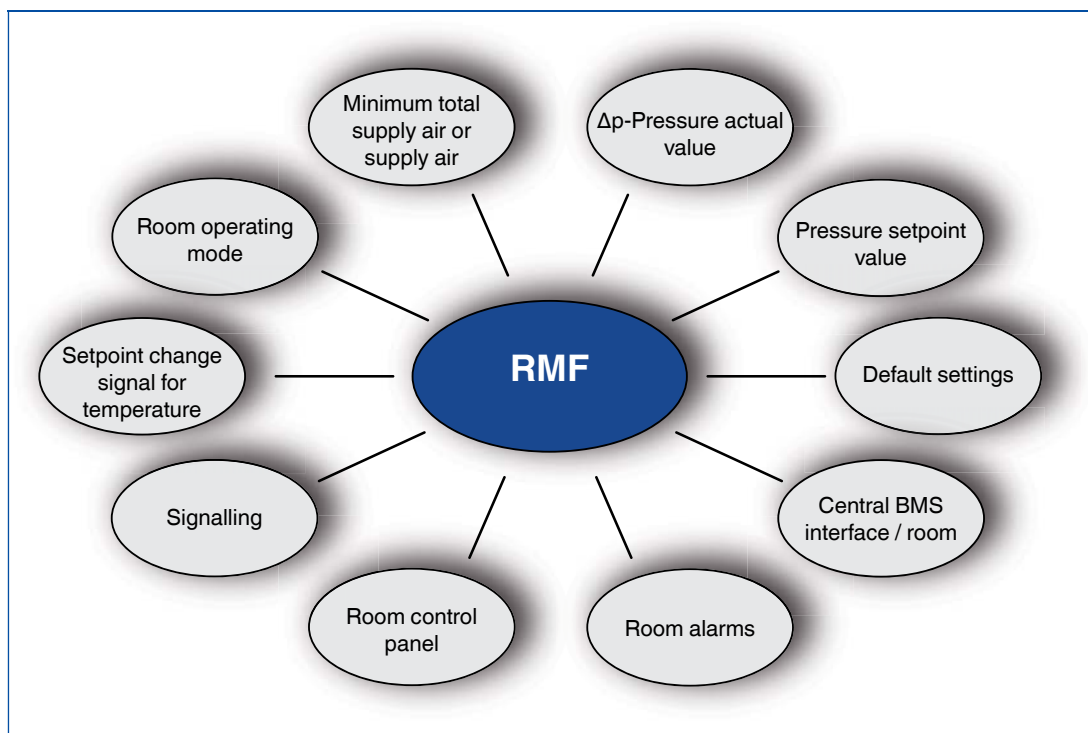 Minimum total
supply air or
supply air
Δp-Pressure actual
value
Room operating
mode
Pressure setpoint
value
Setpoint change
signal for
temperature
RMF
Default settings
Signalling
Central BMS
interface / room
Room control
panel
Room alarms